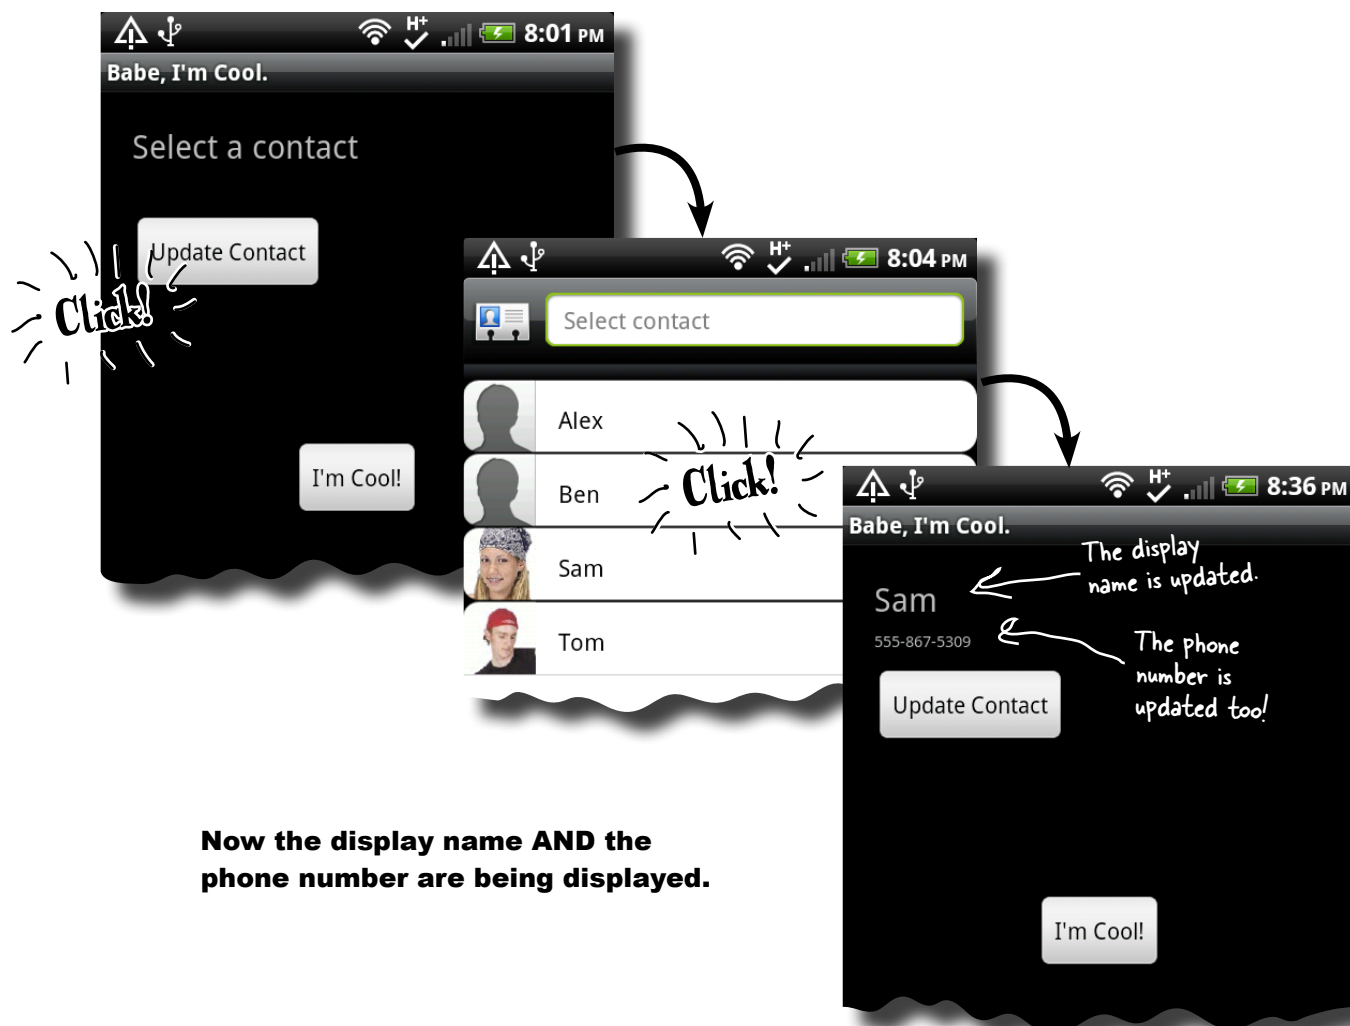 H+
8:01 PM
Babe, I'm Cool.
Select a contact
Update Contact
Click!
I'm Cool!
H+
8:04 PM
Select contact
Alex
Ben
Click!
Sam
Tom
H+
8:36 PM
Babe, I'm Cool.
The display
name is updated.
Sam
555-867-5309
The phone
number is
updated too!
Update Contact
I'm Cool!
Now the display name AND the
phone number are being displayed.